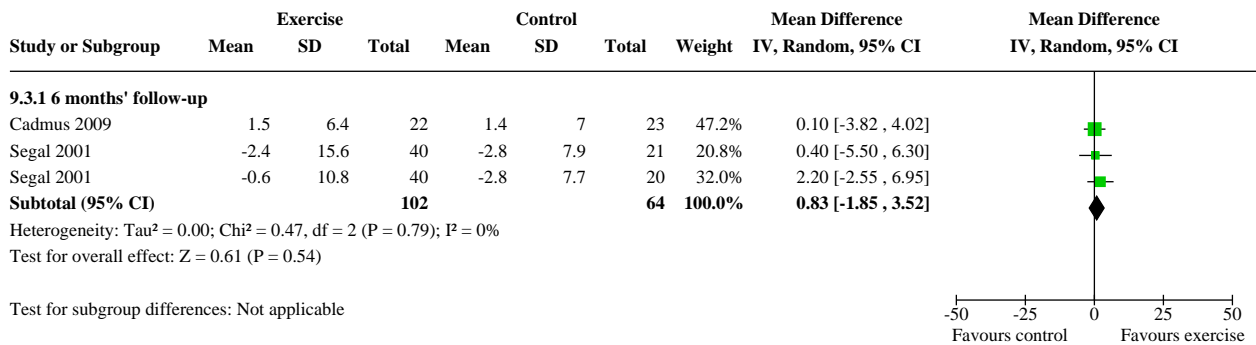 Exercise Control Mean Difference Mean Difference
Study or Subgroup Mean SD Total Mean SD Total Weight IV, Random, 95% CI IV, Random, 95% CI
9.3.1 6 months' follow-up
Cadmus 2009 1.5 6.4 22 1.4 7 23 47.2% 0.10 [-3.82 , 4.02]
Segal 2001 -2.4 15.6 40 -2.8 7.9 21 20.8% 0.40 [-5.50 , 6.30]
Segal 2001 -0.6 10.8 40 -2.8 7.7 20 32.0% 2.20 [-2.55 , 6.95]
Subtotal (95% CI) 102 64 100.0% 0.83 [-1.85 , 3.52]
Heterogeneity: Tau² = 0.00; Chi² = 0.47, df = 2 (P = 0.79); I² = 0%
Test for overall effect: Z = 0.61 (P = 0.54)
Test for subgroup differences: Not applicable
-50 -25 0 25 50
Favours control Favours exercise